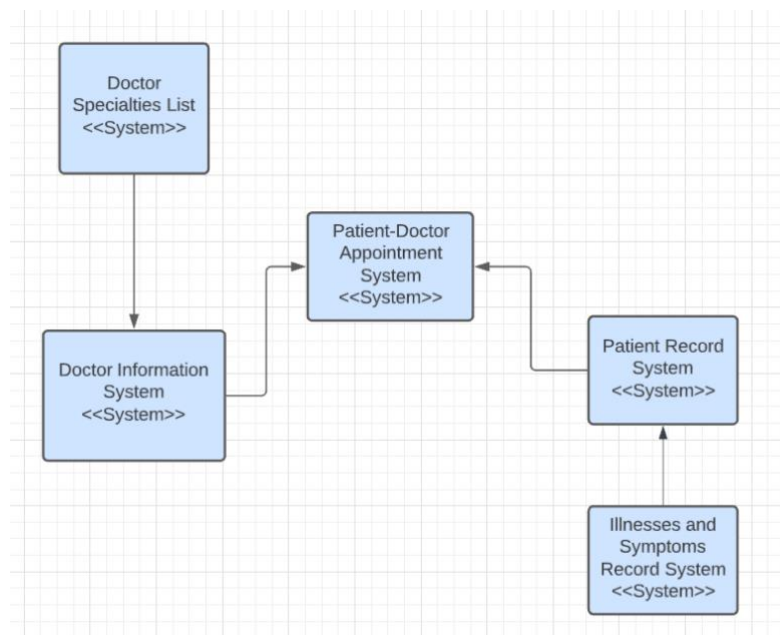 Doctor
Specialties List
<<System>>
Patient-Doctor
Appointment
System
<<System>>
Doctor Information
System
<<System>>
Patient Record
System
<<System>>
Illnesses and
Symptoms
Record System
<<System>>